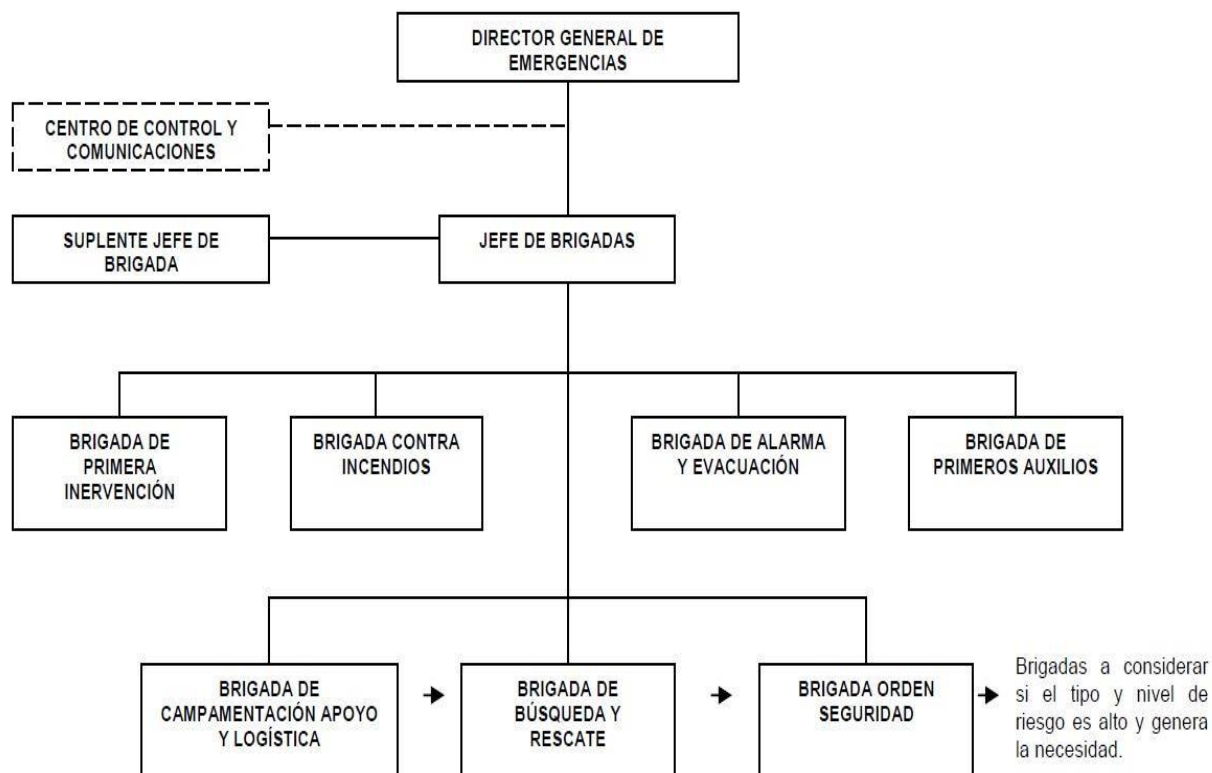 DIRECTOR GENERAL DE
EMERGENCIAS
CENTRO DE CONTROL Y
COMUNICACIONES
SUPLENTE JEFE DE
BRIGADA
JEFE DE BRIGADAS
BRIGADA DE
PRIMERA
INERVENCIÓN
BRIGADA CONTRA
INCENDIOS
BRIGADA DE ALARMA
Y EVACUACIÓN
BRIGADA DE
PRIMEROS AUXILIOS
BRIGADA DE
CAMPAMENTACIÓN APOYO
Y LOGÍSTICA
BRIGADA DE
BÚSQUEDA Y
RESCATE
BRIGADA ORDEN
SEGURIDAD
Brigadas a considerar
si el tipo y nivel de
riesgo es alto y genera
la necesidad.